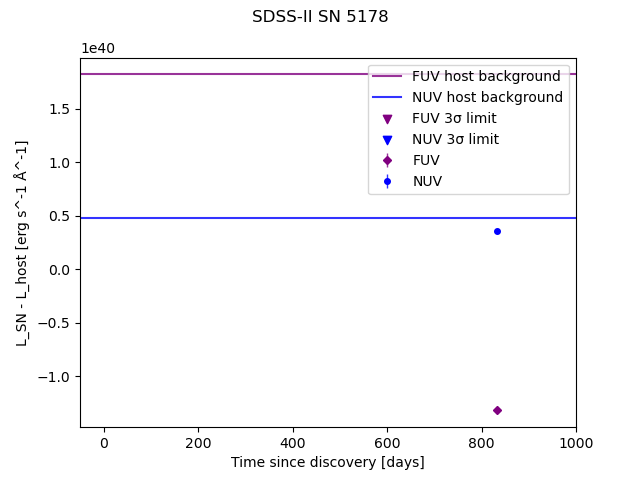 SDSS-II SN 5178
1e40
FUV host background
NUV host background
FUV 3σ limit
NUV 3σ limit
FUV
NUV
1.5
1.0
0.5
0.0
−0.5
−1.0
L_SN - L_host [erg s^-1 Å^-1]
0 200 400 600 800 1000
Time since discovery [days]